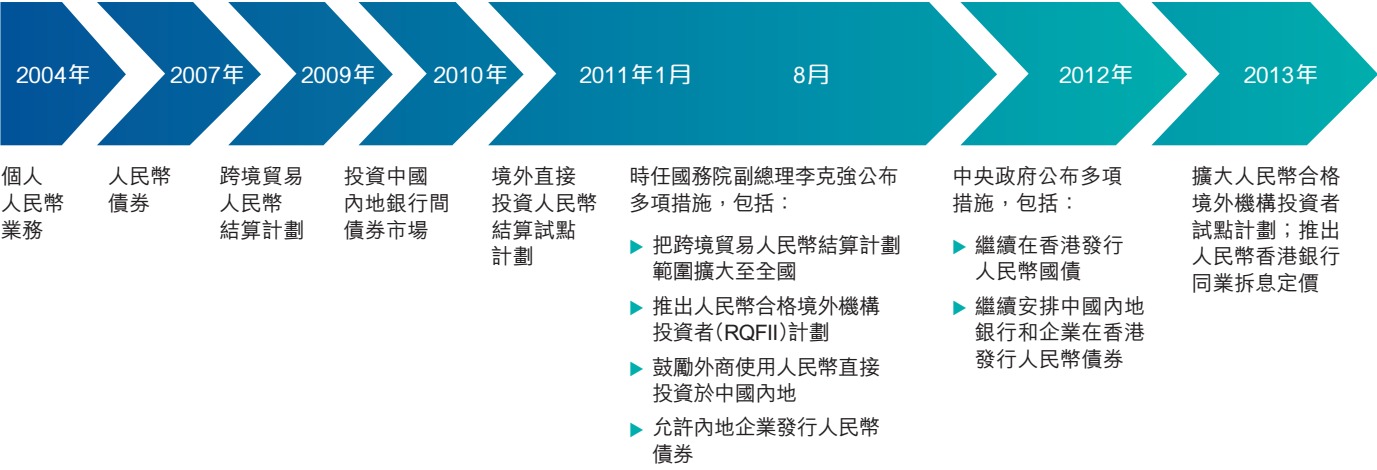 2004年
2007年
2009年
2010年
2011年1月
8月
2012年
2013年
個人
人民幣
業務
人民幣
債券
跨境貿易
人民幣
結算計劃
投資中國
內地銀行間
債券市場
境外直接
投資人民幣
結算試點
計劃
時任國務院副總理李克強公布
多項措施，包括：
▶ 把跨境貿易人民幣結算計劃
範圍擴大至全國
▶ 推出人民幣合格境外機構
投資者(RQFII)計劃
▶ 鼓勵外商使用人民幣直接
投資於中國內地
▶ 允許內地企業發行人民幣
債券
中央政府公布多項
措施，包括：
▶ 繼續在香港發行
人民幣國債
▶ 繼續安排中國內地
銀行和企業在香港
發行人民幣債券
擴大人民幣合格
境外機構投資者
試點計劃；推出
人民幣香港銀行
同業拆息定價